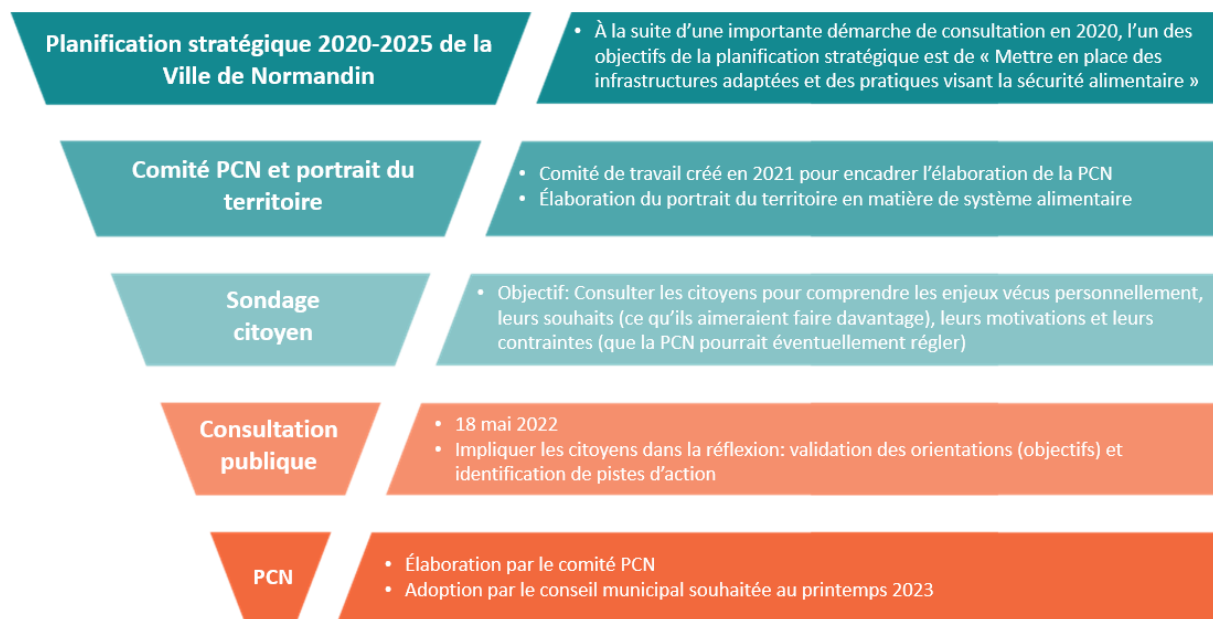 Planification stratégique 2020-2025 de la
Ville de Normandin
• À la suite d’une importante démarche de consultation en 2020, l’un des
objectifs de la planification stratégique est de « Mettre en place des
infrastructures adaptées et des pratiques visant la sécurité alimentaire »
Comité PCN et portrait du
territoire
• Comité de travail créé en 2021 pour encadrer l’élaboration de la PCN
• Élaboration du portrait du territoire en matière de système alimentaire
Sondage
citoyen
• Objectif: Consulter les citoyens pour comprendre les enjeux vécus personnellement,
leurs souhaits (ce qu’ils aimeraient faire davantage), leurs motivations et leurs
contraintes (que la PCN pourrait éventuellement régler)
Consultation
publique
• 18 mai 2022
• Impliquer les citoyens dans la réflexion: validation des orientations (objectifs) et
identification de pistes d’action
PCN
• Élaboration par le comité PCN
• Adoption par le conseil municipal souhaitée au printemps 2023